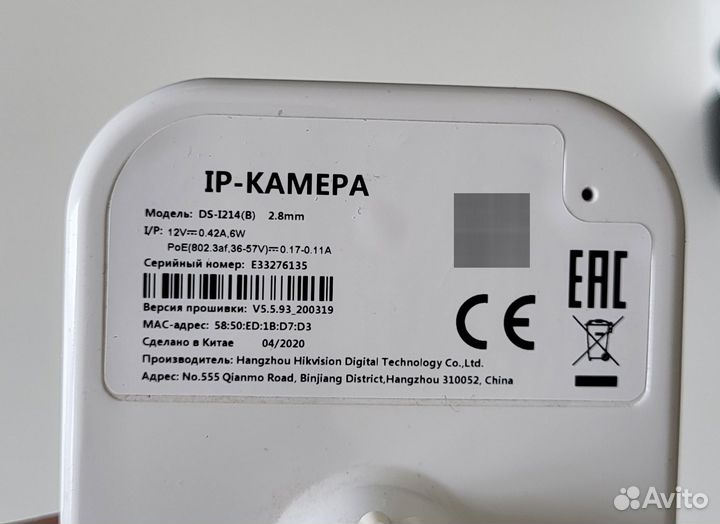 IP-КАМЕРА
Модель: DS-I214(B) 2.8mm
I/P: 12V⎓0.42A,6W
PoE(802.3af,36-57V)⎓0.17-0.11A
Серийный номер: E33276135
Версия прошивки: V5.5.93_200319
MAC-адрес: 58:50:ED:1B:D7:D3
Сделано в Китае 04/2020
Производитель: Hangzhou Hikvision Digital Technology Co.,Ltd.
Адрес: No.555 Qianmo Road, Binjiang District,Hangzhou 310052, China
CE
EAC
Avito